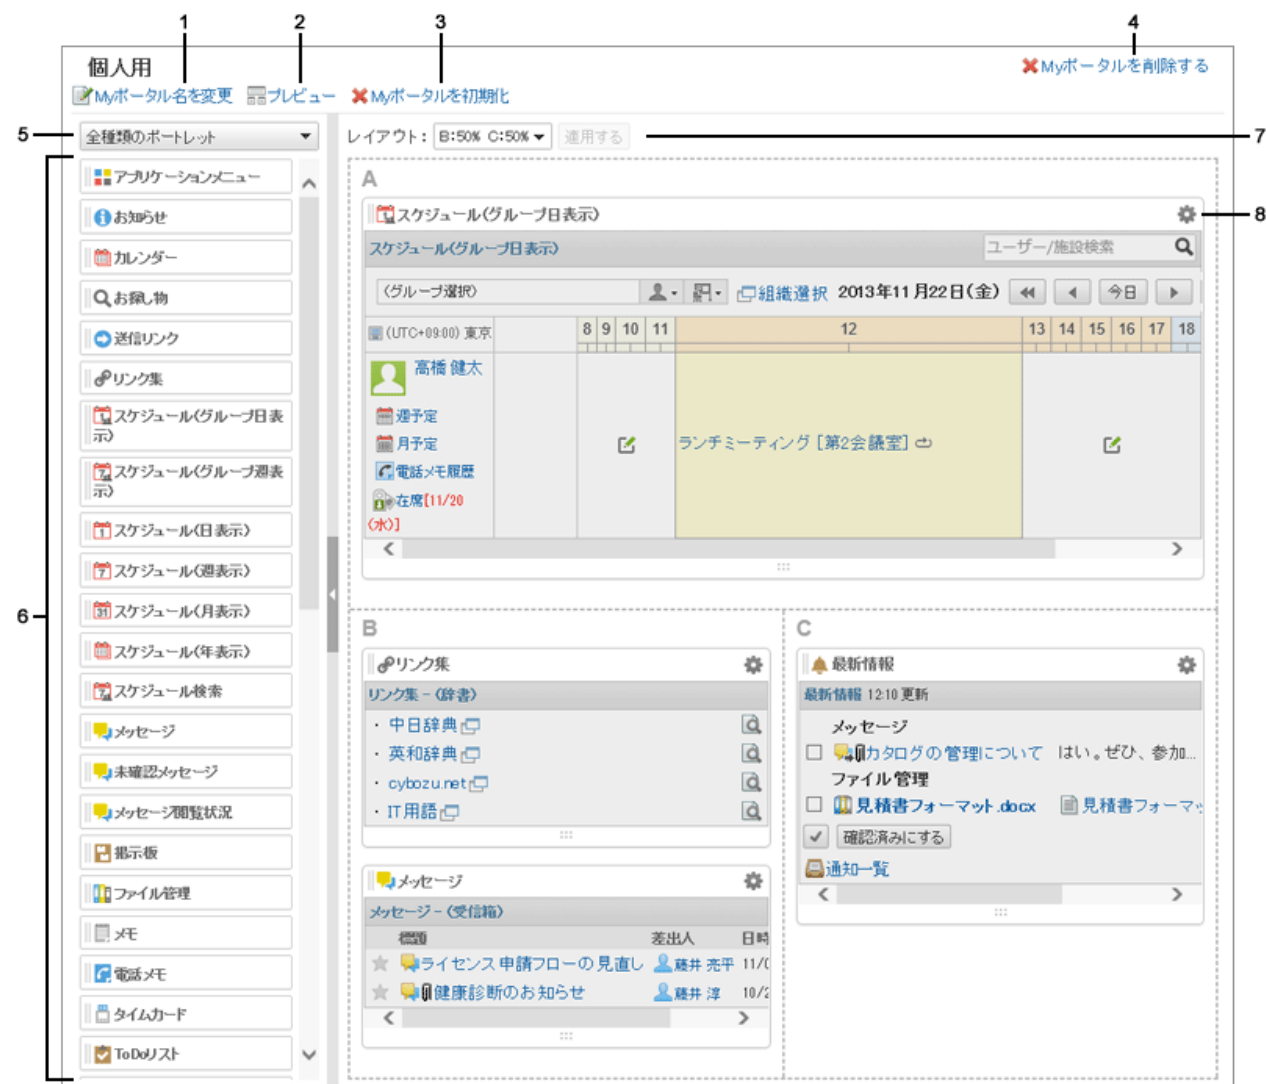 1
2
3
4
個人用
Myポータルを削除する
Myポータル名を変更 プレビュー Myポータルを初期化
5
全種類のポートレット
レイアウト: B:50% C:50% 適用する
7
6
アプリケーションメニュー
お知らせ
カレンダー
お探し物
送信リンク
リンク集
スケジュール(グループ日表
示)
スケジュール(グループ週表
示)
スケジュール(日表示)
スケジュール(週表示)
スケジュール(月表示)
スケジュール(年表示)
スケジュール検索
メッセージ
未確認メッセージ
メッセージ閲覧状況
掲示板
ファイル管理
メモ
電話メモ
タイムカード
ToDoリスト
A
スケジュール(グループ日表示)
8
スケジュール(グループ日表示)
ユーザー/施設検索
(グループ選択) 組織選択 2013年11月22日(金) 今日
(UTC+09:00) 東京 8 9 10 11 12 13 14 15 16 17 18
高橋 健太
週予定
月予定
電話メモ履歴
在席[11/20
(水)]
ランチミーティング [第2会議室]
B
リンク集
リンク集 - (辞書)
・中日辞典
・英和辞典
・cybozu.net
・IT用語
メッセージ
メッセージ - (受信箱)
標題 差出人 日時
ライセンス申請フローの見直し 藤井 亮平 11/0
健康診断のお知らせ 藤井 淳 10/2
C
最新情報
最新情報 12:10 更新
メッセージ
カタログの管理について はい。ぜひ、参加...
ファイル管理
見積書フォーマット.docx 見積書フォーマッ
確認済みにする
通知一覧